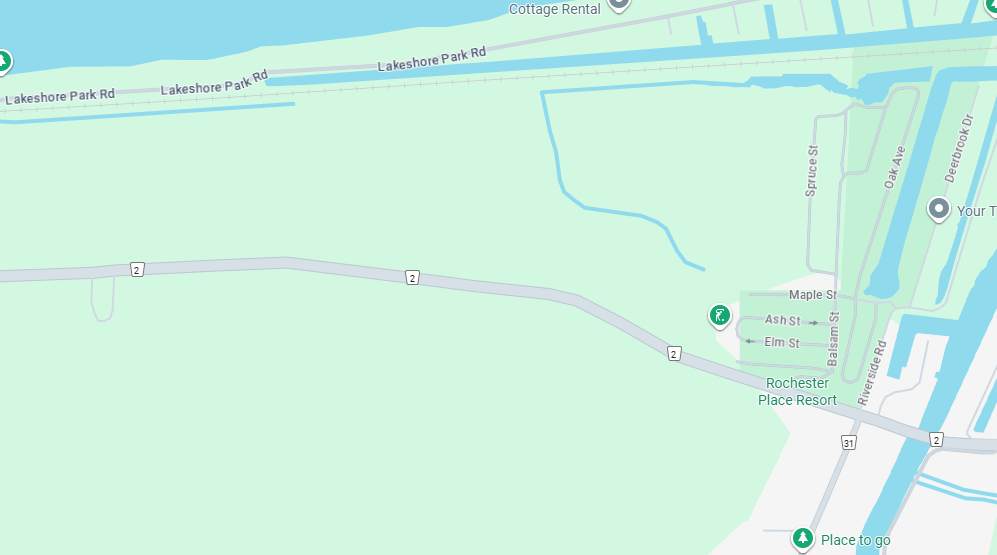 Cottage Rental
Lakeshore Park Rd
Lakeshore Park Rd
Lakeshore Park Rd
Deerbrook Dr
Spruce St
Oak Ave
Your T
2
2
Maple St
Ash St
Balsam St
Elm St
2
Riverside Rd
Rochester
Place Resort
31
2
Place to go